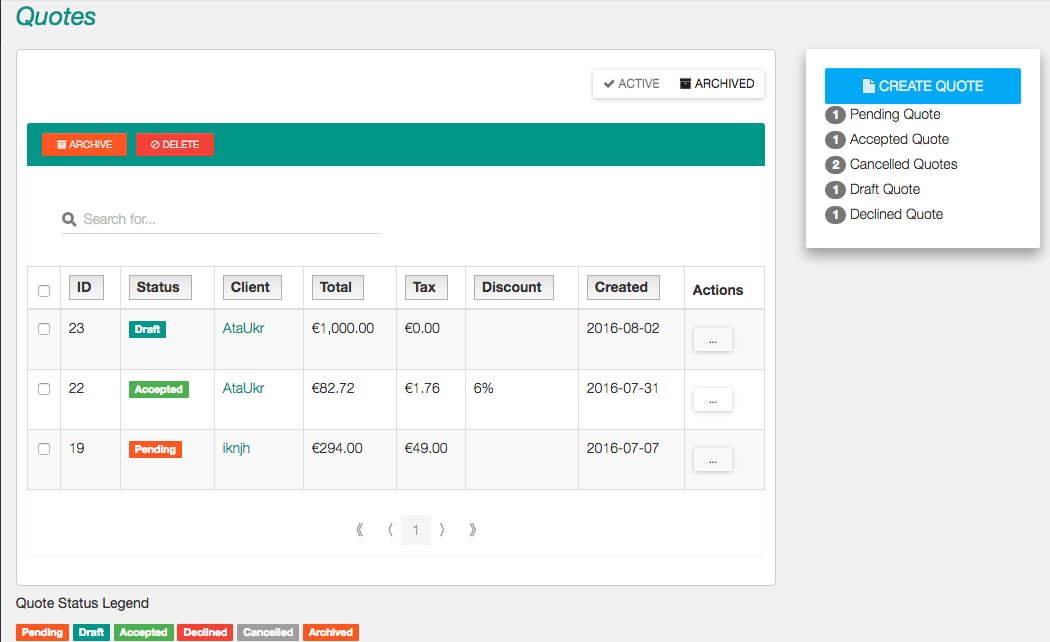 Quotes
ACTIVE ARCHIVED
ARCHIVE DELETE
Search for...
ID Status Client Total Tax Discount Created Actions
23 Draft AtaUkr €1,000.00 €0.00 2016-08-02 ...
22 Accepted AtaUkr €82.72 €1.76 6% 2016-07-31 ...
19 Pending iknjh €294.00 €49.00 2016-07-07 ...
⟪ ⟨ 1 ⟩ ⟫
Quote Status Legend
Pending Draft Accepted Declined Cancelled Archived
CREATE QUOTE
1 Pending Quote
1 Accepted Quote
2 Cancelled Quotes
1 Draft Quote
1 Declined Quote